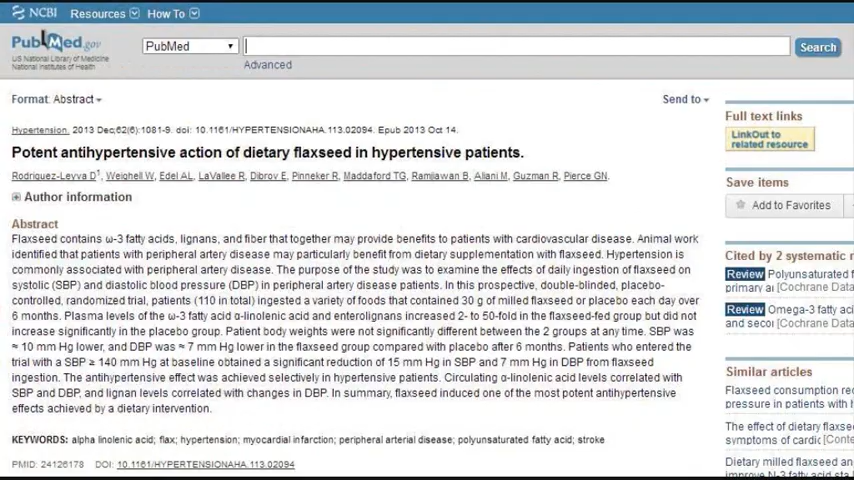 NCBI Resources How To
PubMed.gov
US National Library of Medicine
National Institutes of Health
PubMed
Search
Advanced
Format: Abstract
Send to
Hypertension. 2013 Dec;62(6):1081-9. doi: 10.1161/HYPERTENSIONAHA.113.02094. Epub 2013 Oct 14.
Potent antihypertensive action of dietary flaxseed in hypertensive patients.
Rodriguez-Leyva D1, Weighell W, Edel AL, LaVallee R, Dibrov E, Pinneker R, Maddaford TG, Ramjiawan B, Aliani M, Guzman R, Pierce GN.
Author information
Abstract
Flaxseed contains ω-3 fatty acids, lignans, and fiber that together may provide benefits to patients with cardiovascular disease. Animal work
identified that patients with peripheral artery disease may particularly benefit from dietary supplementation with flaxseed. Hypertension is
commonly associated with peripheral artery disease. The purpose of the study was to examine the effects of daily ingestion of flaxseed on
systolic (SBP) and diastolic blood pressure (DBP) in peripheral artery disease patients. In this prospective, double-blinded, placebo-
controlled, randomized trial, patients (110 in total) ingested a variety of foods that contained 30 g of milled flaxseed or placebo each day over
6 months. Plasma levels of the ω-3 fatty acid α-linolenic acid and enterolignans increased 2- to 50-fold in the flaxseed-fed group but did not
increase significantly in the placebo group. Patient body weights were not significantly different between the 2 groups at any time. SBP was
≈ 10 mm Hg lower, and DBP was ≈ 7 mm Hg lower in the flaxseed group compared with placebo after 6 months. Patients who entered the
trial with a SBP ≥ 140 mm Hg at baseline obtained a significant reduction of 15 mm Hg in SBP and 7 mm Hg in DBP from flaxseed
ingestion. The antihypertensive effect was achieved selectively in hypertensive patients. Circulating α-linolenic acid levels correlated with
SBP and DBP, and lignan levels correlated with changes in DBP. In summary, flaxseed induced one of the most potent antihypertensive
effects achieved by a dietary intervention.
KEYWORDS: alpha linolenic acid; flax; hypertension; myocardial infarction; peripheral arterial disease; polyunsaturated fatty acid; stroke
PMID: 24126178 DOI: 10.1161/HYPERTENSIONAHA.113.02094
Full text links
LinkOut to
related resource
Save items
Add to Favorites
Cited by 2 systematic r
Review Polyunsaturated f
primary a [Cochrane Data
Review Omega-3 fatty aci
and seco [Cochrane Data
Similar articles
Flaxseed consumption red
pressure in patients with h
The effect of dietary flaxse
symptoms of cardic [Conte
Dietary milled flaxseed an
improve N-3 fatty acid sta